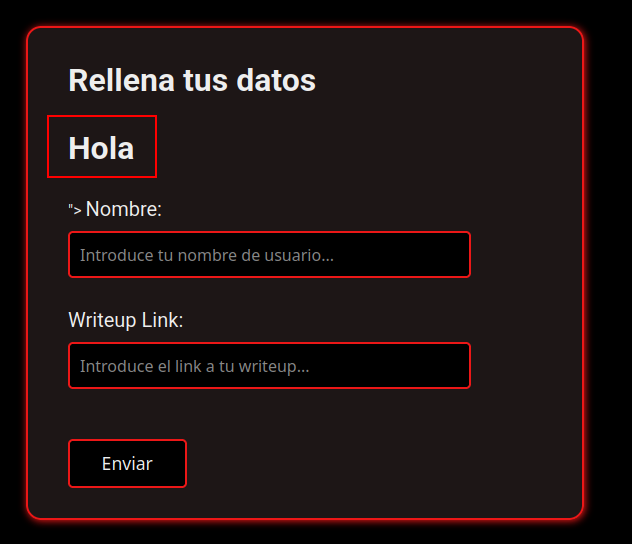 Rellena tus datos
Hola
"> Nombre:
Introduce tu nombre de usuario...
Writeup Link:
Introduce el link a tu writeup...
Enviar